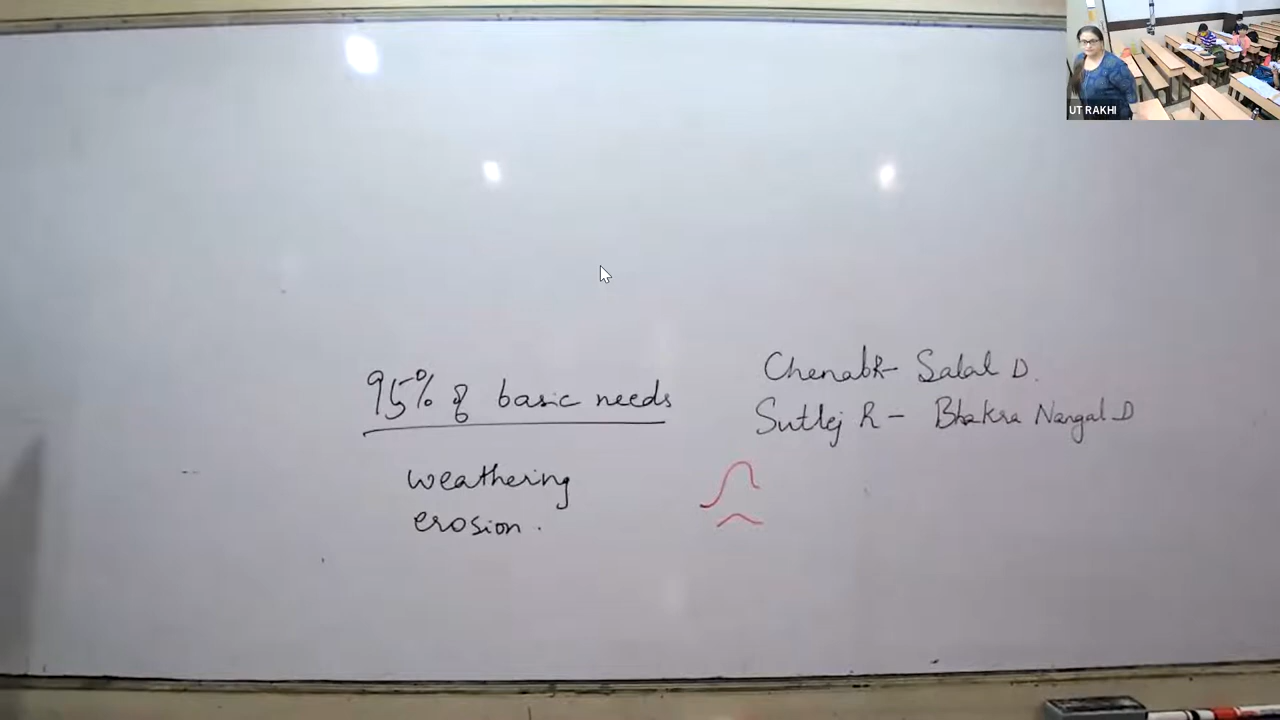 UT RAKHI
95% of basic needs
weathering
erosion.
Chenab R- Salal D.
Sutlej R - Bhakra Nangal D